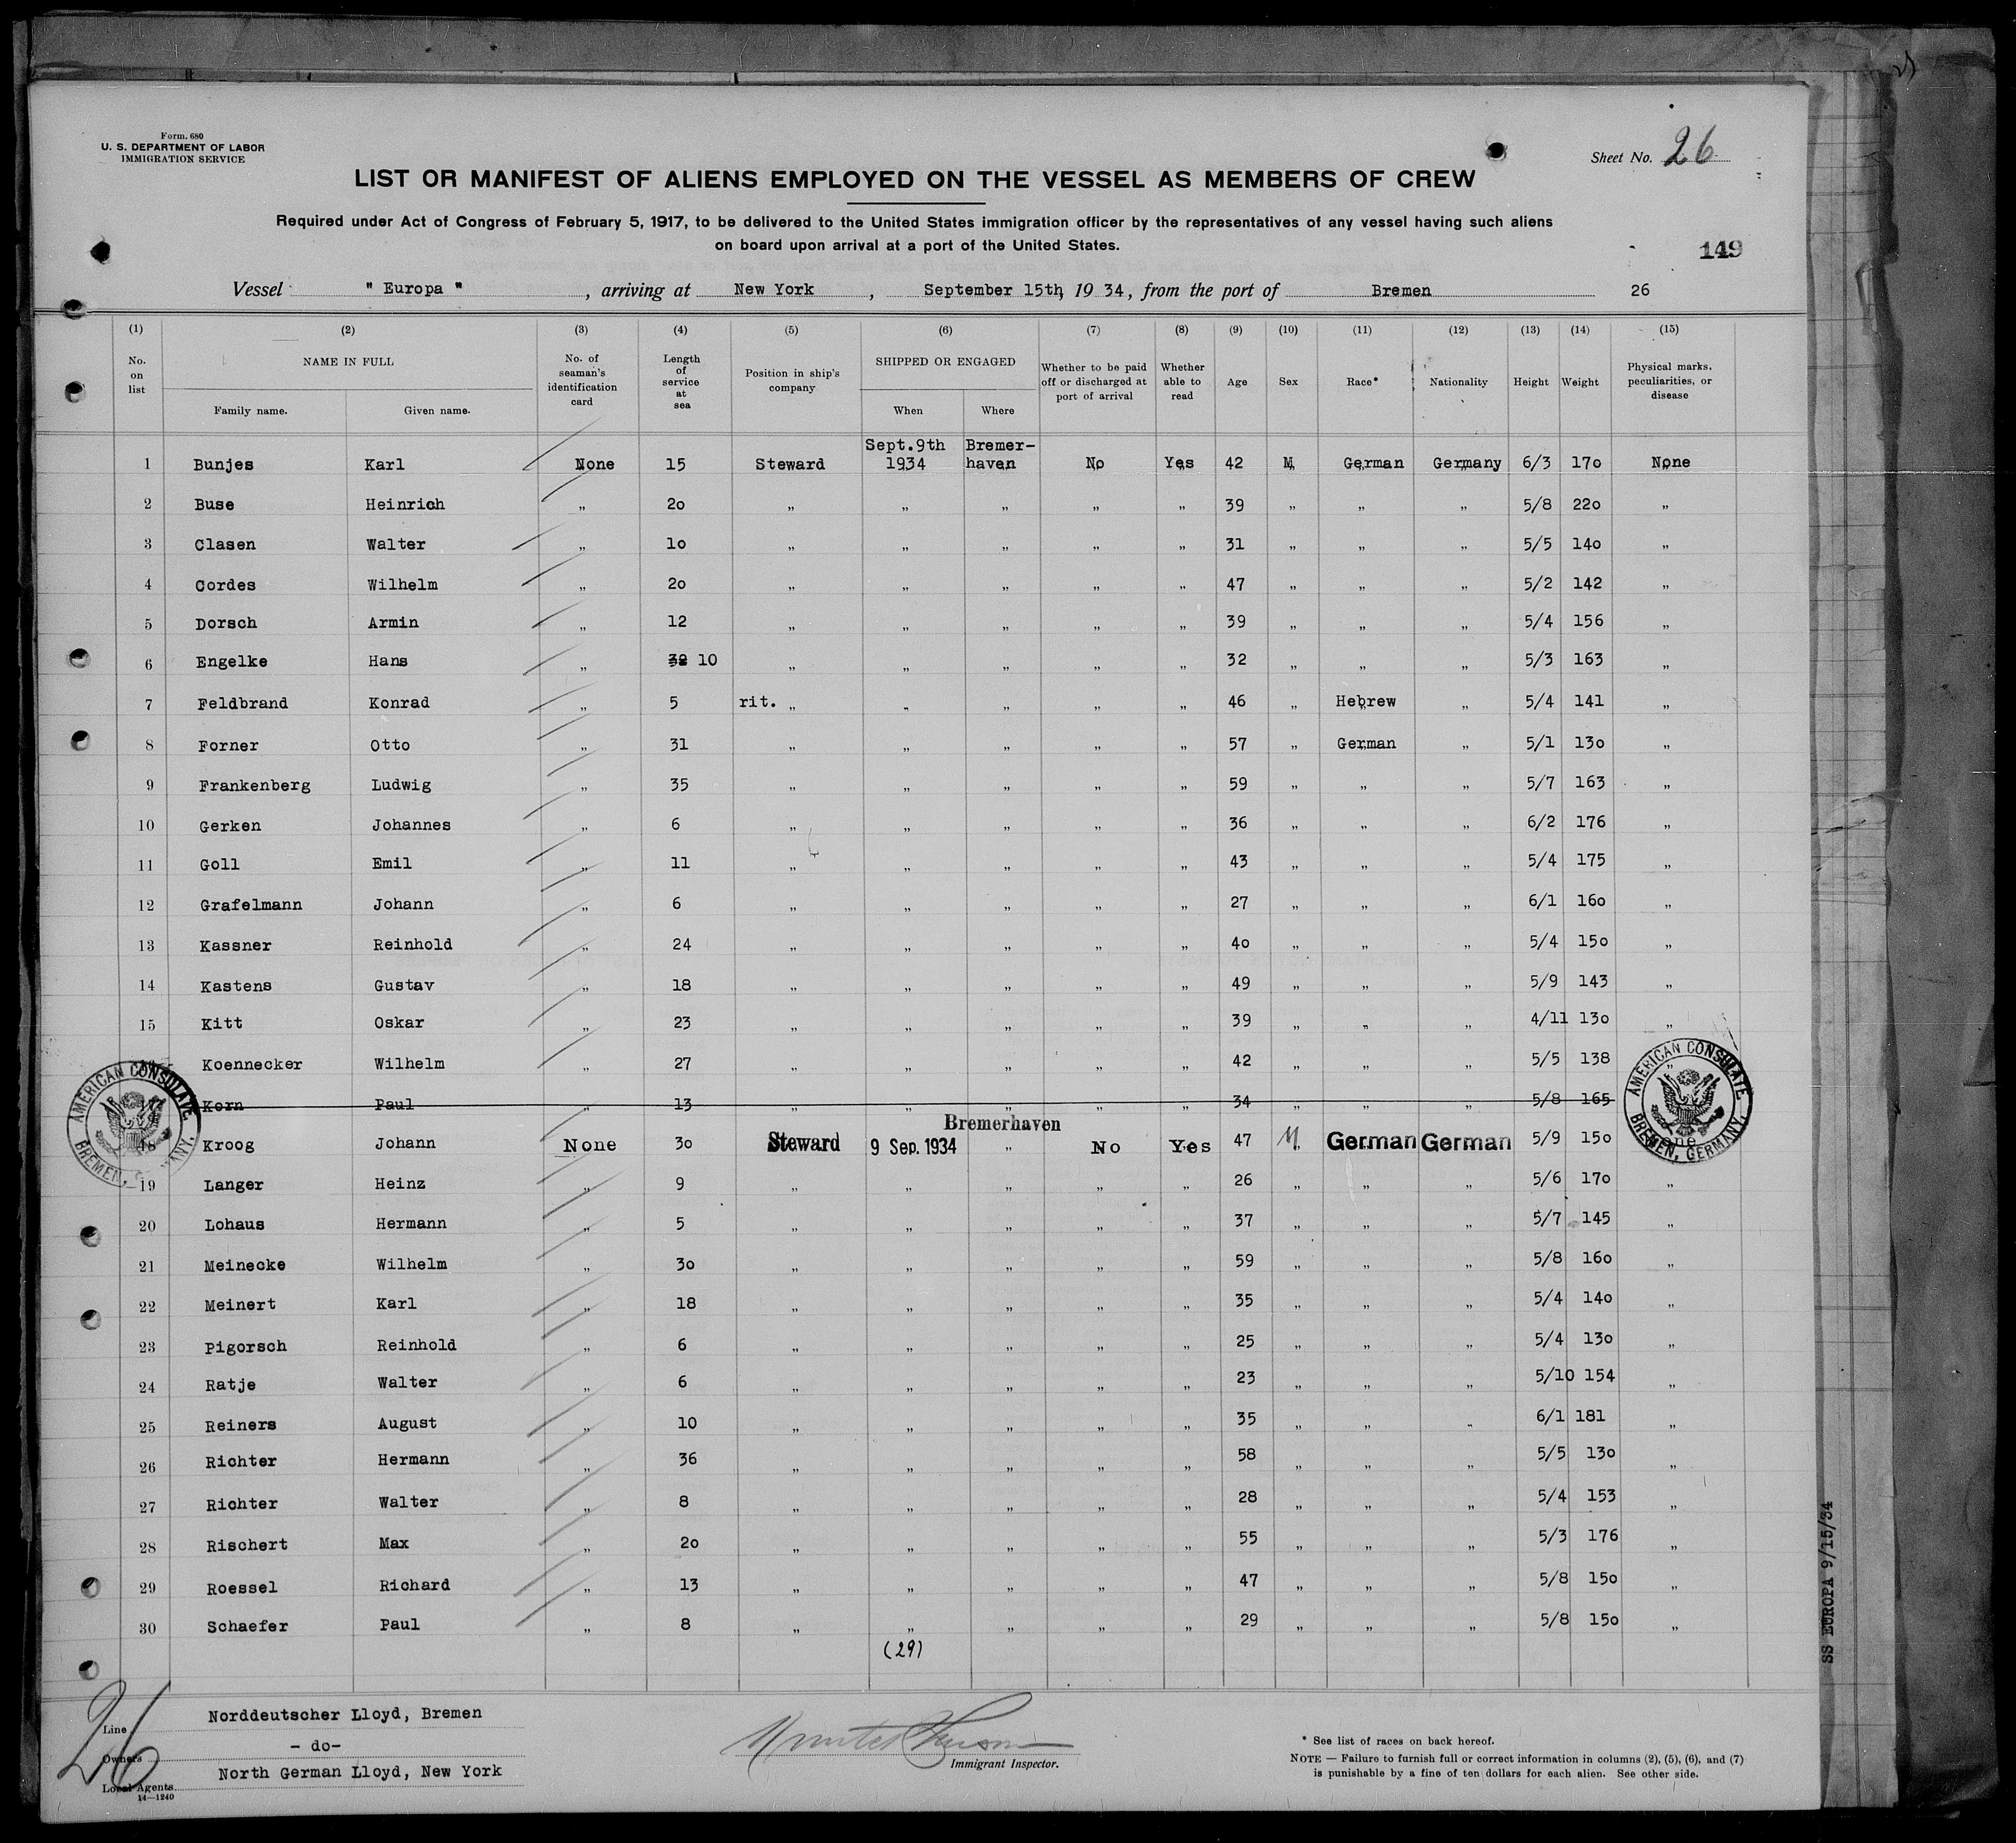 Form. 680
U. S. DEPARTMENT OF LABOR
IMMIGRATION SERVICE
Sheet No. 26
LIST OR MANIFEST OF ALIENS EMPLOYED ON THE VESSEL AS MEMBERS OF CREW
Required under Act of Congress of February 5, 1917, to be delivered to the United States immigration officer by the representatives of any vessel having such aliens
on board upon arrival at a port of the United States.
149
Vessel " Europa " , arriving at New York , September 15th, 19 34, from the port of Bremen 26
(1) (2) (3) (4) (5) (6) (7) (8) (9) (10) (11) (12) (13) (14) (15)
No. on list NAME IN FULL Family name. Given name. No. of seaman's identification card Length of service at sea Position in ship's company SHIPPED OR ENGAGED When Where Whether to be paid off or discharged at port of arrival Whether able to read Age Sex Race* Nationality Height Weight Physical marks, peculiarities, or disease
1 Bunjes Karl None 15 Steward Sept.9th 1934 Bremer-haven No Yes 42 M German Germany 6/3 170 None
2 Buse Heinrich „ 20 „ „ „ „ „ 39 „ „ „ 5/8 220 „
3 Clasen Walter „ 10 „ „ „ „ „ 31 „ „ „ 5/5 140 „
4 Cordes Wilhelm „ 20 „ „ „ „ „ 47 „ „ „ 5/2 142 „
5 Dorsch Armin „ 12 „ „ „ „ „ 39 „ „ „ 5/4 156 „
6 Engelke Hans „ 10 „ „ „ „ „ 32 „ „ „ 5/3 163 „
7 Feldbrand Konrad „ 5 rit. „ „ „ „ „ 46 „ Hebrew „ 5/4 141 „
8 Forner Otto „ 31 „ „ „ „ „ 57 „ German „ 5/1 130 „
9 Frankenberg Ludwig „ 35 „ „ „ „ „ 59 „ „ „ 5/7 163 „
10 Gerken Johannes „ 6 „ „ „ „ „ 36 „ „ „ 6/2 176 „
11 Goll Emil „ 11 „ „ „ „ „ 43 „ „ „ 5/4 175 „
12 Grafelmann Johann „ 6 „ „ „ „ „ 27 „ „ „ 6/1 160 „
13 Kassner Reinhold „ 24 „ „ „ „ „ 40 „ „ „ 5/4 150 „
14 Kastens Gustav „ 18 „ „ „ „ „ 49 „ „ „ 5/9 143 „
15 Kitt Oskar „ 23 „ „ „ „ „ 39 „ „ „ 4/11 130 „
Koennecker Wilhelm „ 27 „ „ „ „ „ 42 „ „ „ 5/5 138 „
Korn Paul „ 13 „ „ „ „ „ 34 „ „ „ 5/8 165
18 Kroog Johann None 30 Steward 9 Sep. 1934 Bremerhaven „ No Yes 47 M German German 5/9 150 None
AMERICAN CONSULATE BREMEN, GERMANY.
AMERICAN CONSULATE BREMEN, GERMANY.
19 Langer Heinz „ 9 „ „ „ „ „ 26 „ „ „ 5/6 170 „
20 Lohaus Hermann „ 5 „ „ „ „ „ 37 „ „ „ 5/7 145 „
21 Meinecke Wilhelm „ 30 „ „ „ „ „ 59 „ „ „ 5/8 160 „
22 Meinert Karl „ 18 „ „ „ „ „ 35 „ „ „ 5/4 140 „
23 Pigorsch Reinhold „ 6 „ „ „ „ „ 25 „ „ „ 5/4 130 „
24 Ratje Walter „ 6 „ „ „ „ „ 23 „ „ „ 5/10 154 „
25 Reiners August „ 10 „ „ „ „ „ 35 „ „ „ 6/1 181 „
26 Richter Hermann „ 36 „ „ „ „ „ 58 „ „ „ 5/5 130 „
27 Richter Walter „ 8 „ „ „ „ „ 28 „ „ „ 5/4 153 „
28 Rischert Max „ 20 „ „ „ „ „ 55 „ „ „ 5/3 176 „
29 Roessel Richard „ 13 „ „ „ „ „ 47 „ „ „ 5/8 150 „
30 Schaefer Paul „ 8 „ „ „ „ „ 29 „ „ „ 5/8 150 „
(29)
26
Line Norddeutscher Lloyd, Bremen
Owners - do-
Local Agents North German Lloyd, New York
14—1240
Immigrant Inspector.
* See list of races on back hereof.
NOTE — Failure to furnish full or correct information in columns (2), (5), (6), and (7)
is punishable by a fine of ten dollars for each alien. See other side.
SS EUROPA 9/15/34